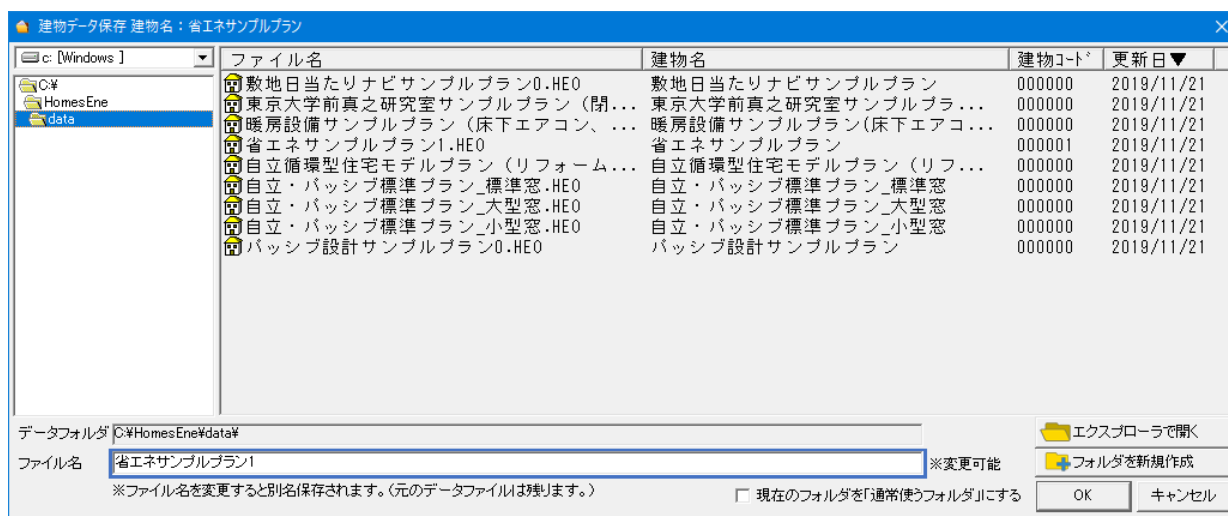 建物データ保存 建物名:省エネサンプルプラン
c: [Windows ]
C:¥
HomesEne
data
ファイル名 建物名 建物コード 更新日▼
敷地日当たりナビサンプルプラン0.HEO 敷地日当たりナビサンプルプラン 000000 2019/11/21
東京大学前真之研究室サンプルプラン(閉... 東京大学前真之研究室サンプルプラ... 000000 2019/11/21
暖房設備サンプルプラン(床下エアコン、... 暖房設備サンプルプラン(床下エアコ... 000000 2019/11/21
省エネサンプルプラン1.HEO 省エネサンプルプラン 000001 2019/11/21
自立循環型住宅モデルプラン(リフォーム... 自立循環型住宅モデルプラン(リフ... 000000 2019/11/21
自立・パッシブ標準プラン_標準窓.HEO 自立・パッシブ標準プラン_標準窓 000000 2019/11/21
自立・パッシブ標準プラン_大型窓.HEO 自立・パッシブ標準プラン_大型窓 000000 2019/11/21
自立・パッシブ標準プラン_小型窓.HEO 自立・パッシブ標準プラン_小型窓 000000 2019/11/21
パッシブ設計サンプルプラン0.HEO パッシブ設計サンプルプラン 000000 2019/11/21
データフォルダ C:¥HomesEne¥data¥
エクスプローラで開く
ファイル名 省エネサンプルプラン1 ※変更可能
フォルダを新規作成
※ファイル名を変更すると別名保存されます。(元のデータファイルは残ります。)
現在のフォルダを「通常使うフォルダ」にする
OK キャンセル